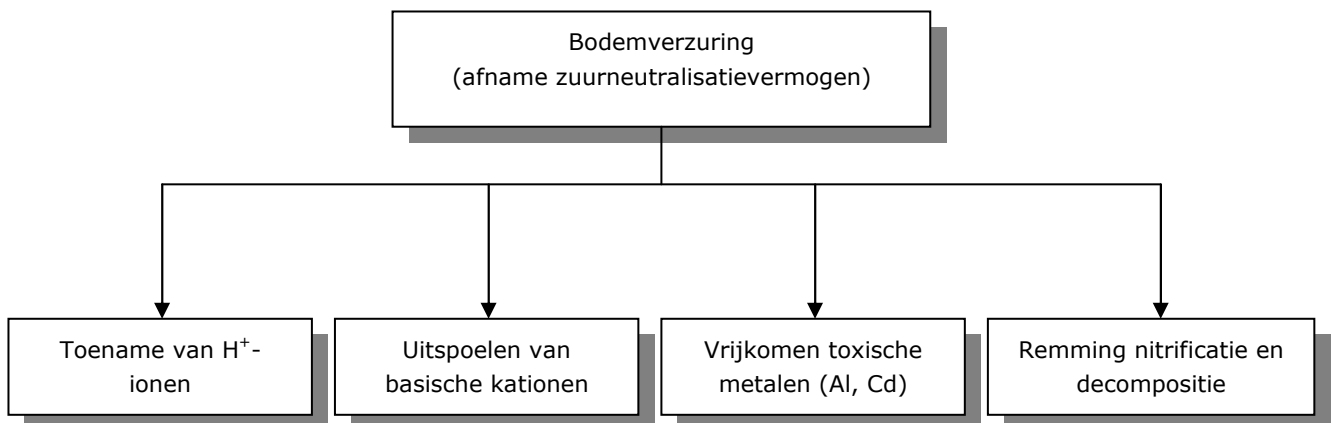 Bodemverzuring
(afname zuurneutralisatievermogen)
Toename van H⁺-
ionen
Uitspoelen van
basische kationen
Vrijkomen toxische
metalen (Al, Cd)
Remming nitrificatie en
decompositie